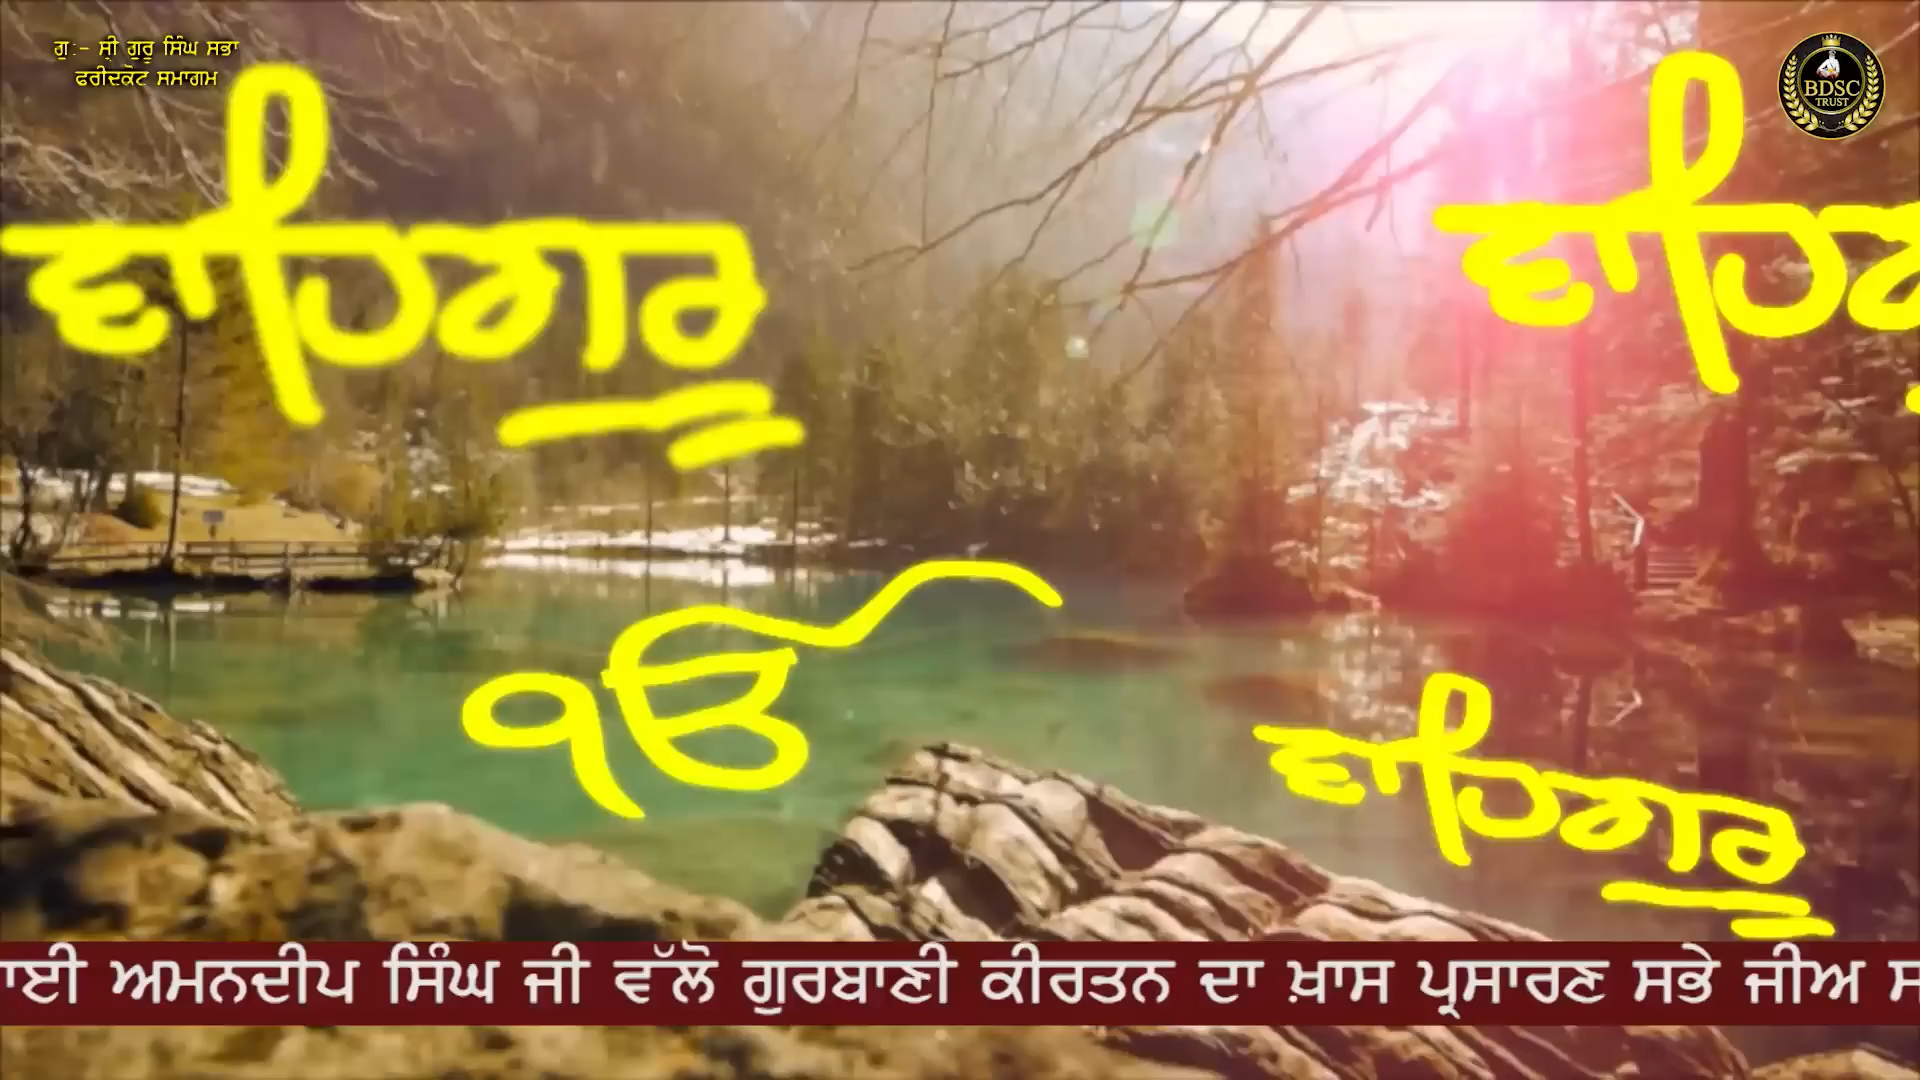 ਗੁ:- ਸ੍ਰੀ ਗੁਰੂ ਸਿੰਘ ਸਭਾ
ਫਰੀਦਕੋਟ ਸਮਾਗਮ
BDSC
TRUST
ਵਾਹਿਗੁਰੂ
ਵਾਹਿ
ੴ
ਵਾਹਿਗੁਰੂ
ਾਈ ਅਮਨਦੀਪ ਸਿੰਘ ਜੀ ਵੱਲੋ ਗੁਰਬਾਣੀ ਕੀਰਤਨ ਦਾ ਖ਼ਾਸ ਪ੍ਰਸਾਰਣ ਸਭੇ ਜੀਅ ਸ